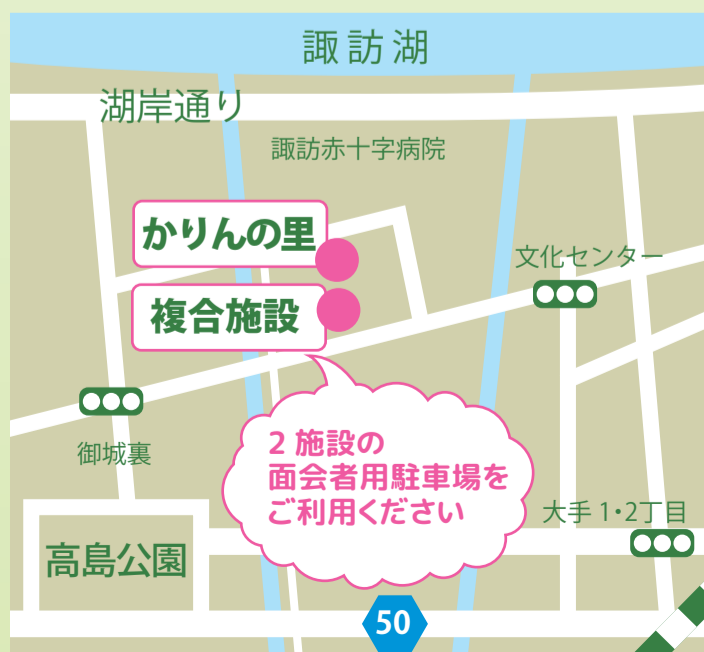 諏訪湖
湖岸通り
諏訪赤十字病院
かりんの里
文化センター
複合施設
御城裏
2 施設の
面会者用駐車場を
ご利用ください
大手 1・2丁目
高島公園
50